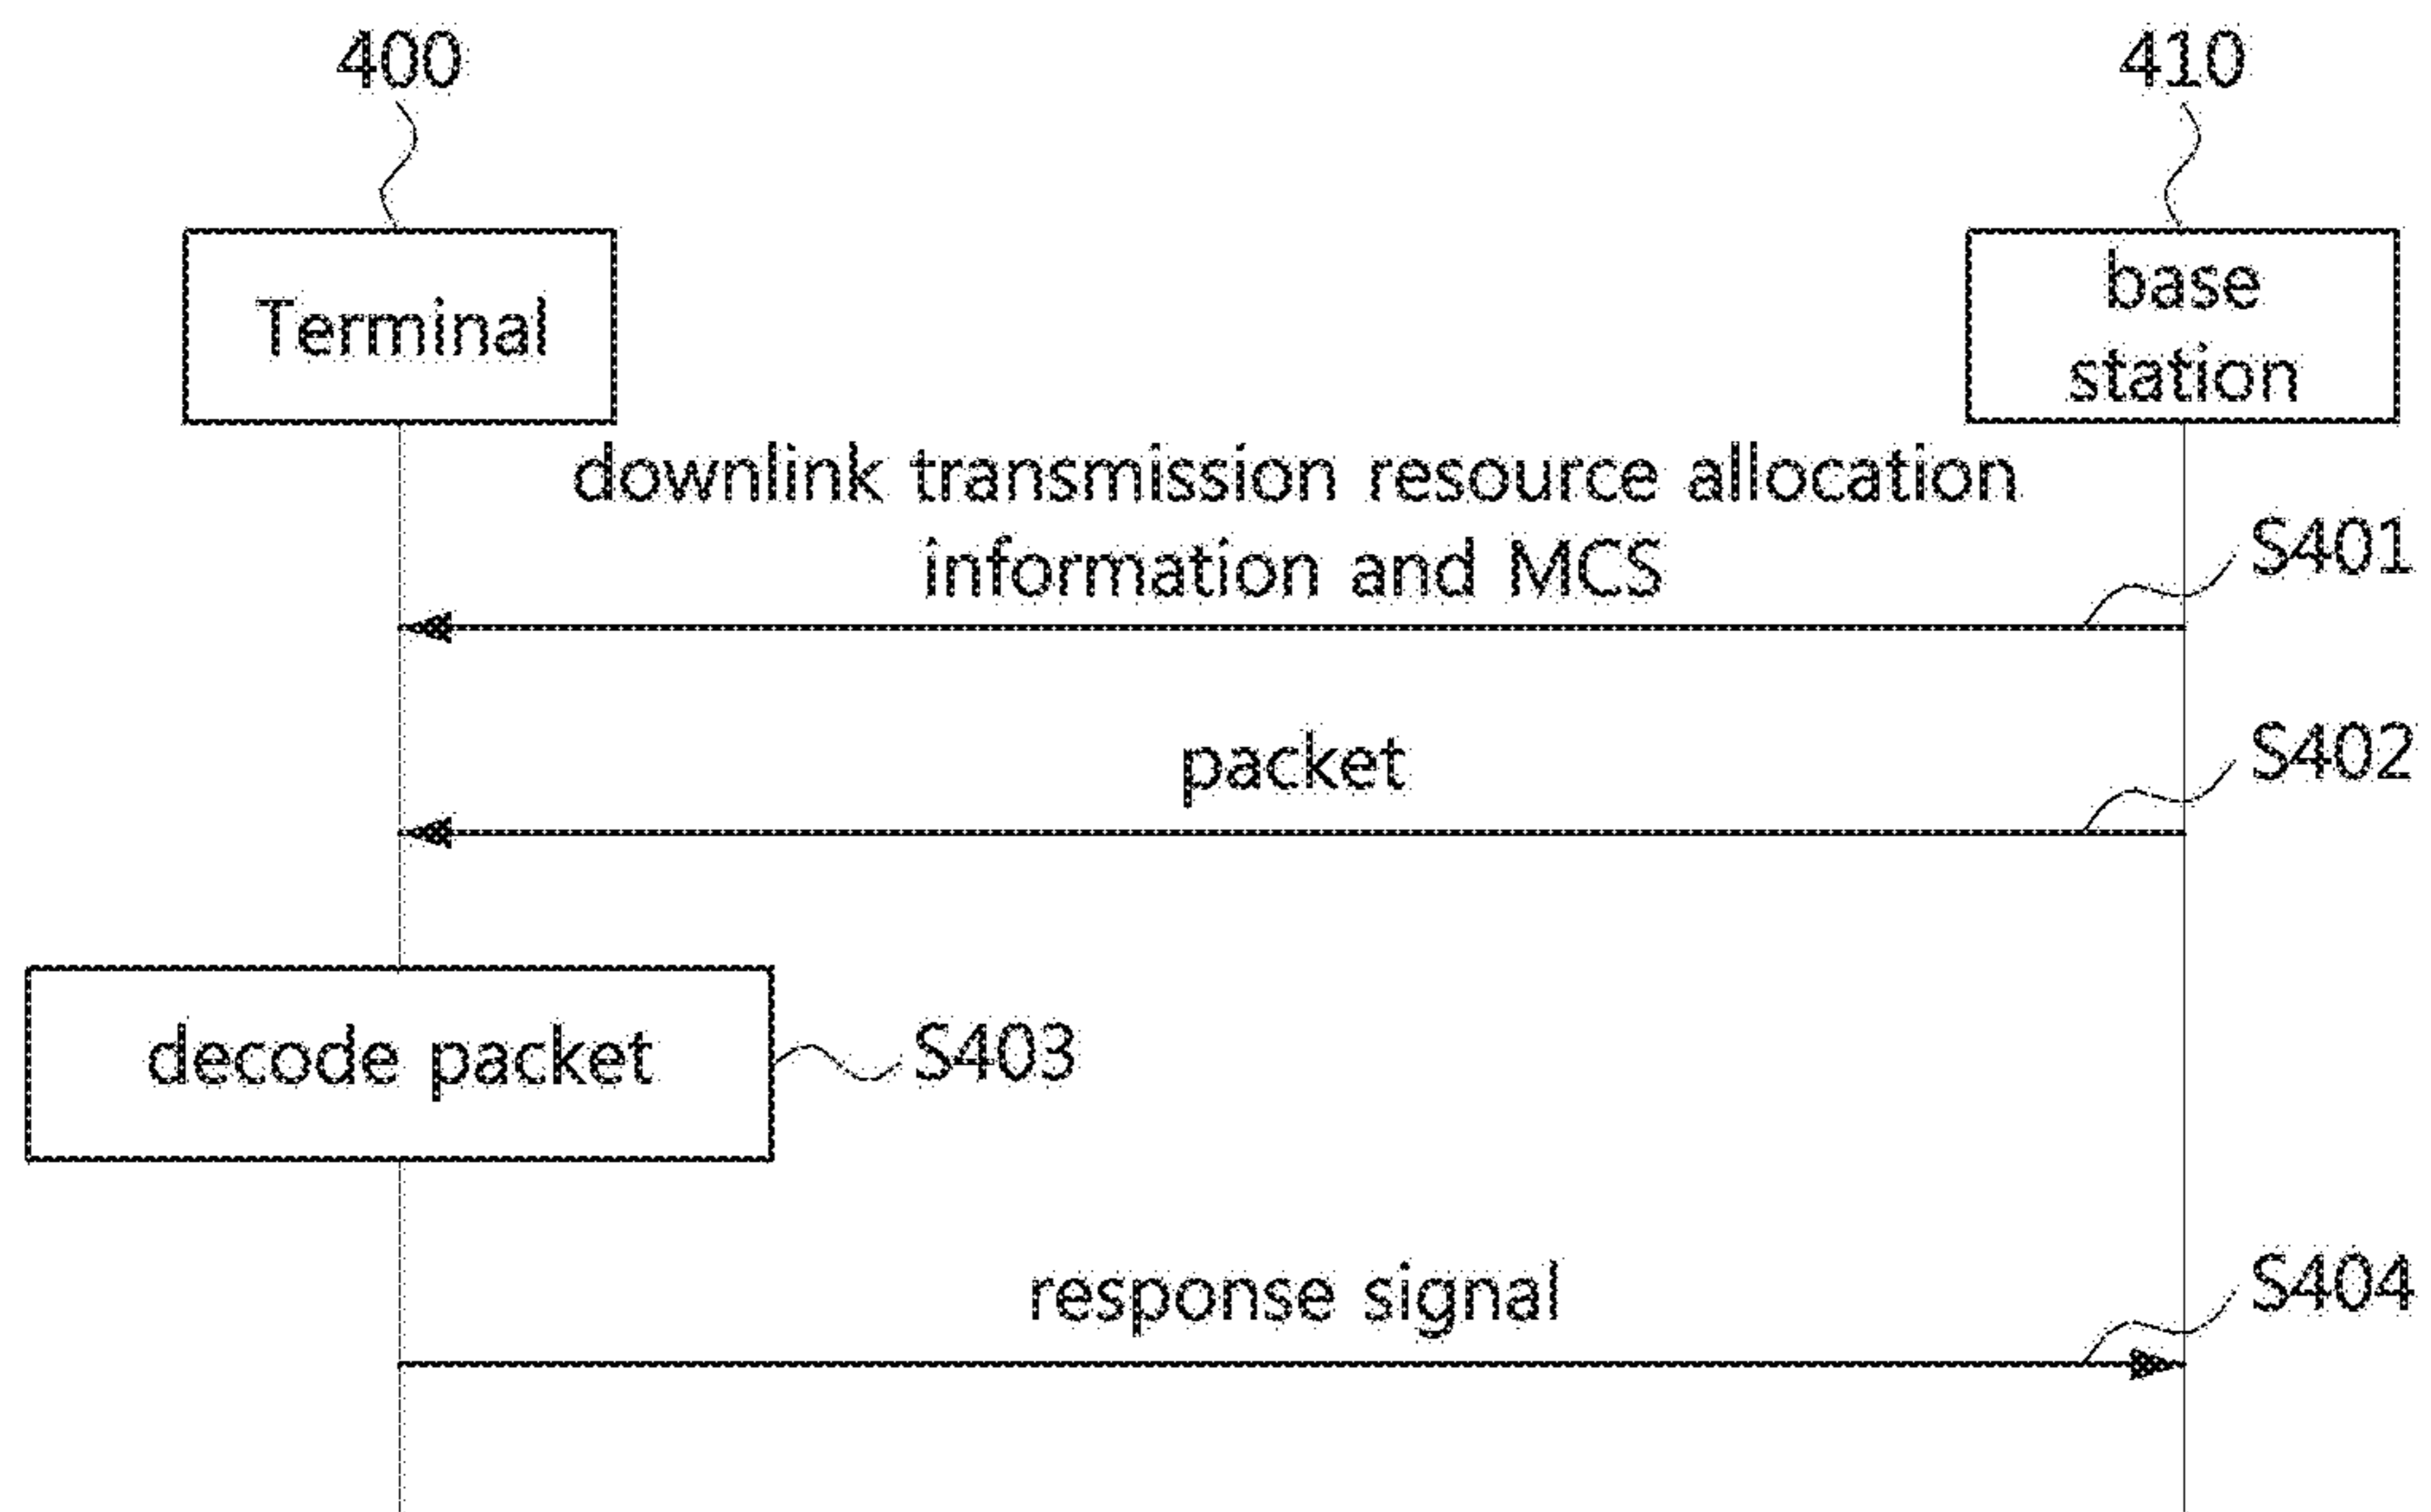 400
410
Terminal
base
station
downlink transmission resource allocation
information and MCS
S401
packet
S402
decode packet
S403
response signal
S404